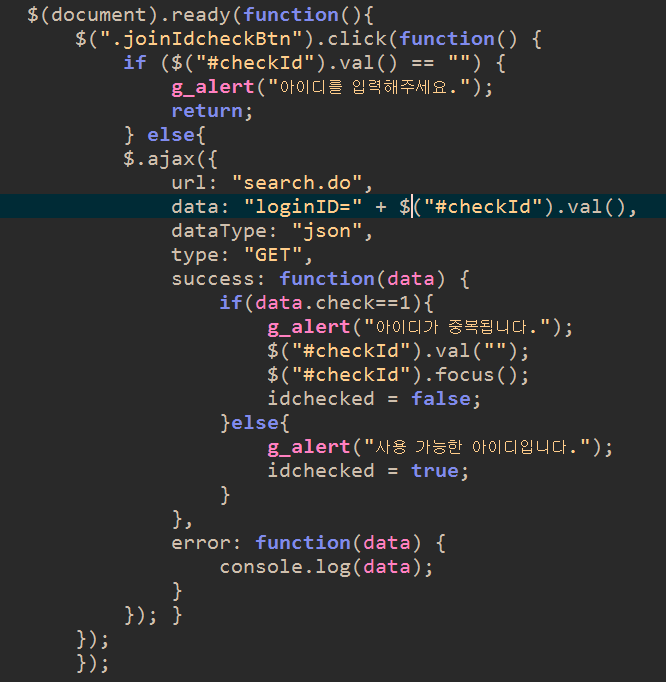 $(document).ready(function(){
    $(".joinIdcheckBtn").click(function() {
        if ($("#checkId").val() == "") {
            g_alert("아이디를 입력해주세요.");
            return;
        } else{
        $.ajax({
            url: "search.do",
            data: "loginID=" + $("#checkId").val(),
            dataType: "json",
            type: "GET",
            success: function(data) {
                if(data.check==1){
                    g_alert("아이디가 중복됩니다.");
                    $("#checkId").val("");
                    $("#checkId").focus();
                    idchecked = false;
                }else{
                    g_alert("사용 가능한 아이디입니다.");
                    idchecked = true;
                }
            },
            error: function(data) {
                console.log(data);
            }
        }); }
    });
    });